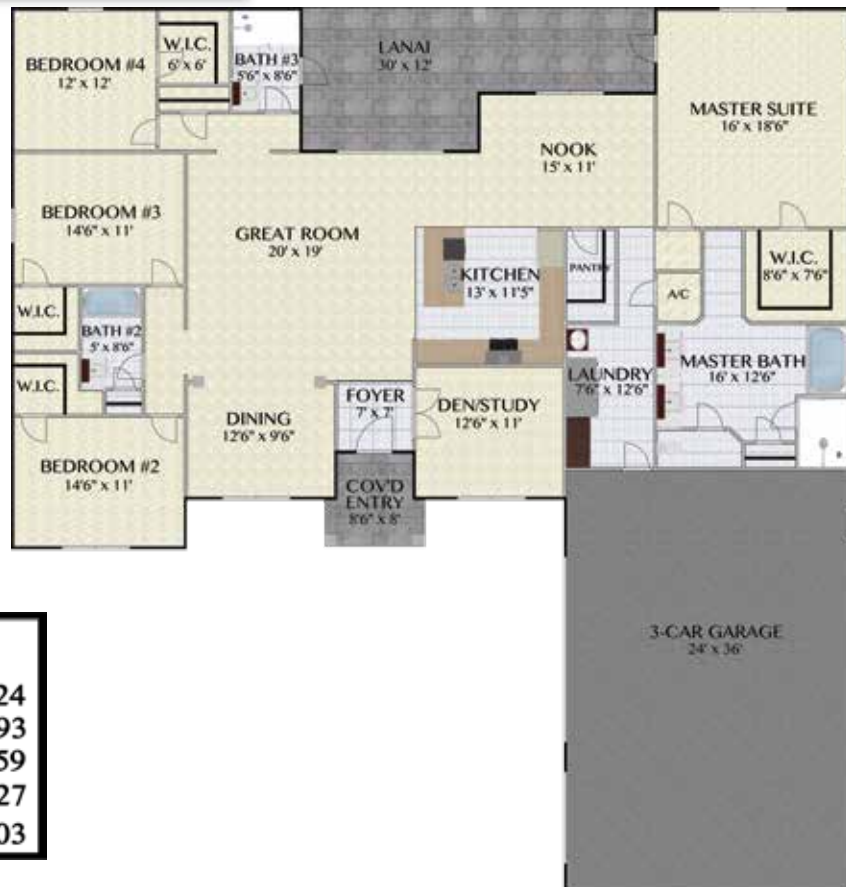 BEDROOM #4
12' x 12'
W.I.C.
6' x 6'
BATH #3
5'6" x 8'6"
LANAI
30' x 12'
MASTER SUITE
16' x 18'6"
NOOK
15' x 11'
BEDROOM #3
14'6" x 11'
GREAT ROOM
20' x 19'
KITCHEN
13' x 11'5"
PANTRY
W.I.C.
8'6" x 7'6"
A/C
W.I.C.
BATH #2
5' x 8'6"
W.I.C.
LAUNDRY
7'6" x 12'6"
MASTER BATH
16' x 12'6"
DINING
12'6" x 9'6"
FOYER
7' x 7'
DEN/STUDY
12'6" x 11'
BEDROOM #2
14'6" x 11'
COV'D
ENTRY
8'6" x 8'
3-CAR GARAGE
24' x 36'
24
93
59
27
03